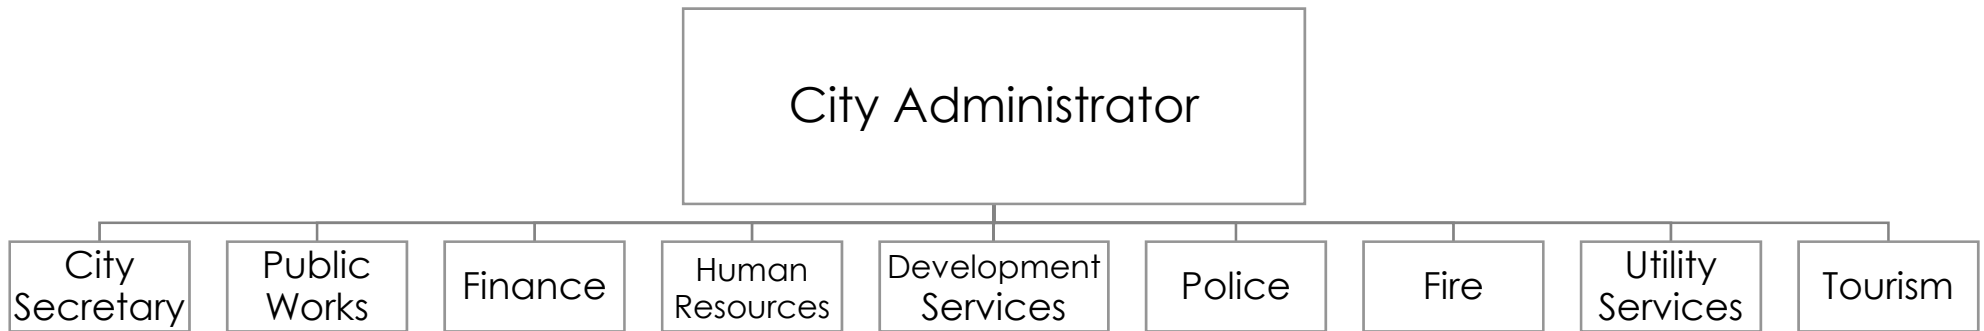 City Administrator
City
Secretary
Public
Works
Finance
Human
Resources
Development
Services
Police
Fire
Utility
Services
Tourism